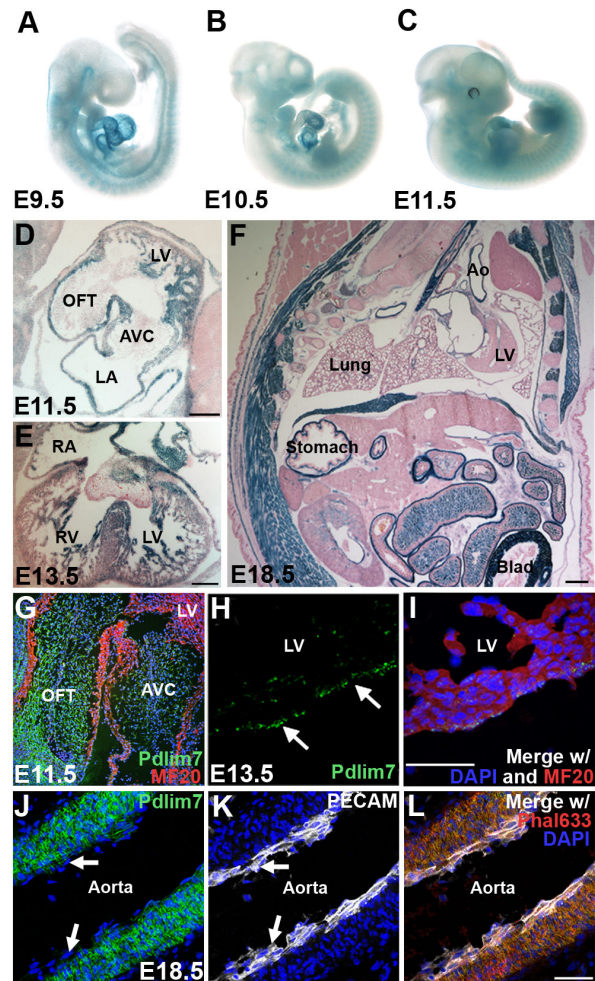 A
B
C
E9.5
E10.5
E11.5
D
LV
OFT
AVC
LA
E11.5
E
RA
RV
LV
E13.5
F
Ao
Lung
LV
Stomach
Blad
E18.5
G
LV
OFT
AVC
Pdlim7
E11.5 MF20
H
LV
E13.5 Pdlim7
I
LV
Merge w/
DAPI and MF20
J
Pdlim7
Aorta
E18.5
K
PECAM
Aorta
L
Merge w/
Phal633
DAPI
Aorta